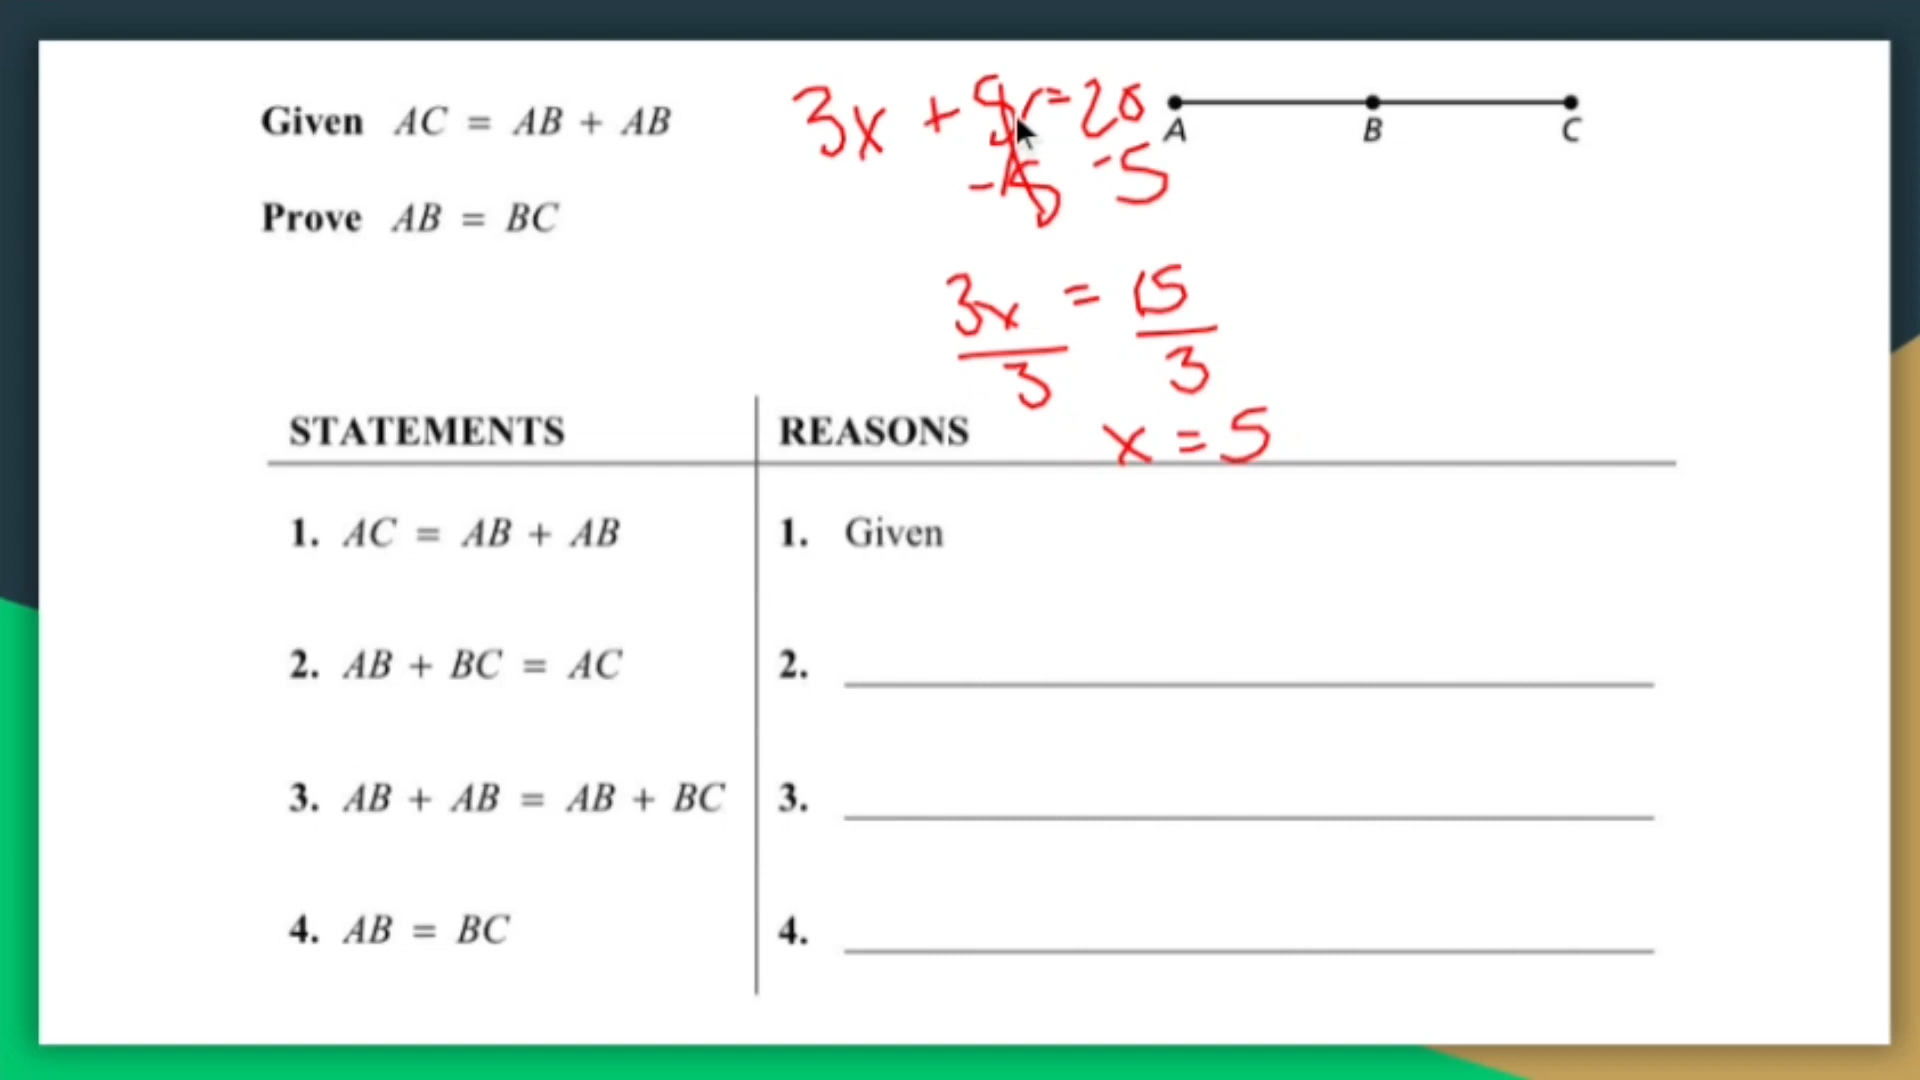 Given AC = AB + AB
3x + 5 = 20
A B C
-5 -5
Prove AB = BC
3x = 15
3 3
x = 5
STATEMENTS REASONS
1. AC = AB + AB 1. Given
2. AB + BC = AC 2.
3. AB + AB = AB + BC 3.
4. AB = BC 4.